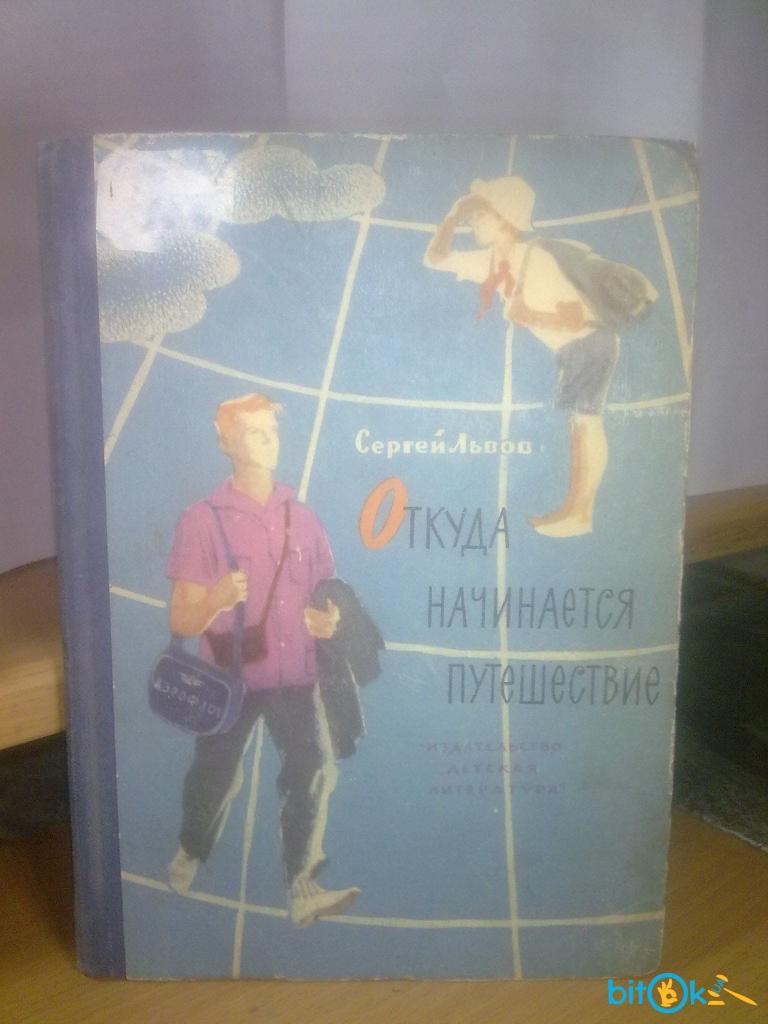 Сергей Львов
Откуда
начинается
путешествие
Издательство
„Детская
литература"
Аэрофлот
bitOk